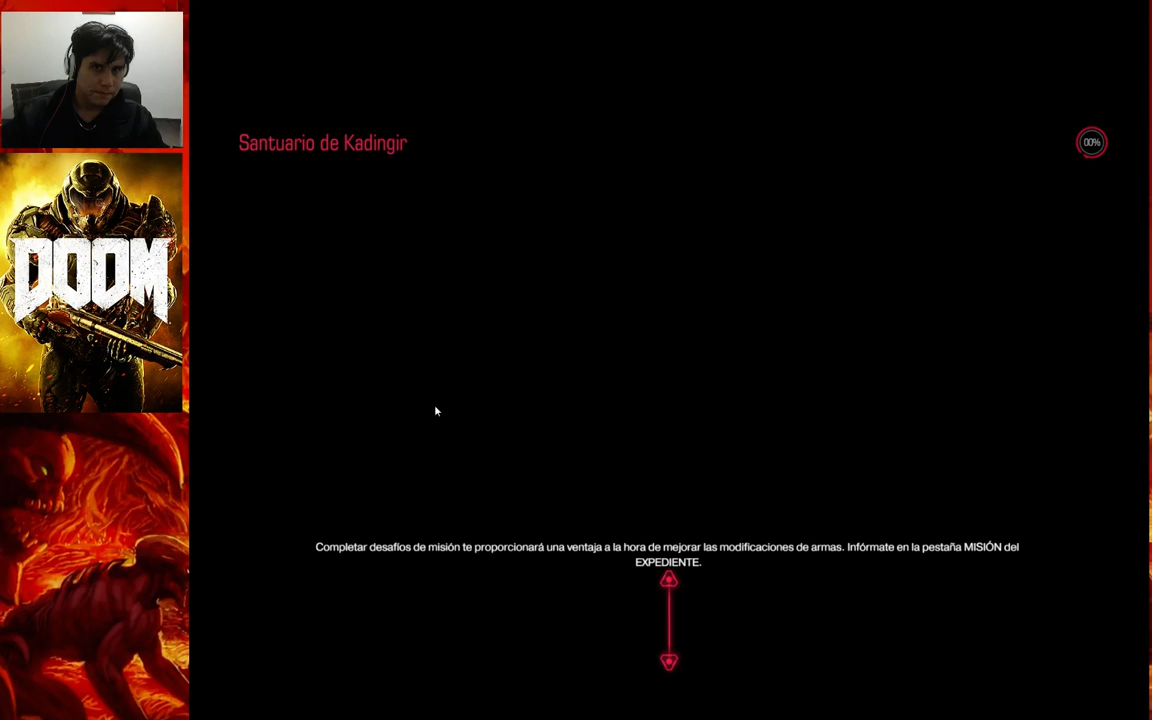 Santuario de Kadingir
00%
DOOM
Completar desafíos de misión te proporcionará una ventaja a la hora de mejorar las modificaciones de armas. Infórmate en la pestaña MISIÓN del
EXPEDIENTE.